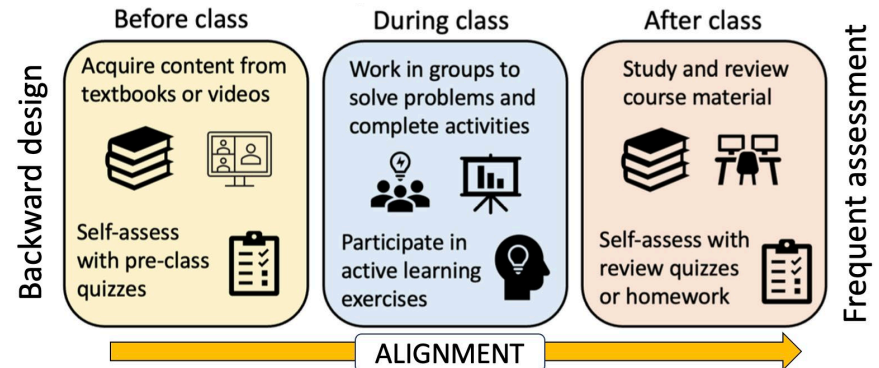 Backward design
Before class
Acquire content from
textbooks or videos
Self-assess
with pre-class
quizzes
During class
Work in groups to
solve problems and
complete activities
Participate in
active learning
exercises
After class
Study and review
course material
Self-assess with
review quizzes
or homework
Frequent assessment
ALIGNMENT